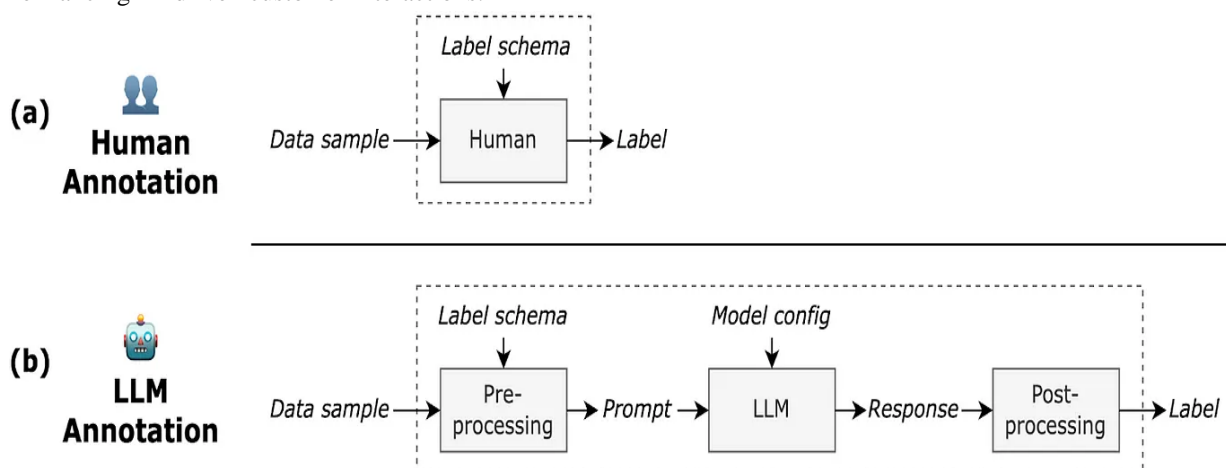 Label schema
(a)
Human
Annotation
Data sample
Human
Label
Label schema
Model config
(b)
LLM
Annotation
Data sample
Pre-
processing
Prompt
LLM
Response
Post-
processing
Label